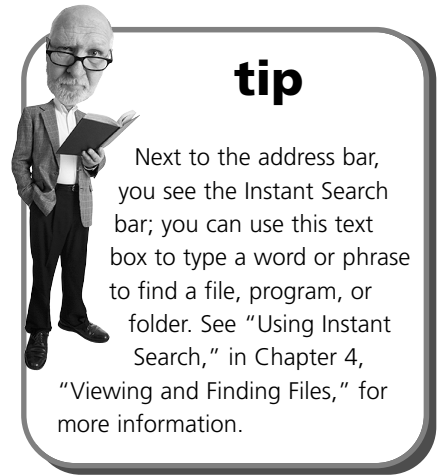 tip
Next to the address bar,
you see the Instant Search
bar; you can use this text
box to type a word or phrase
to find a file, program, or
folder. See “Using Instant
Search,” in Chapter 4,
“Viewing and Finding Files,” for
more information.